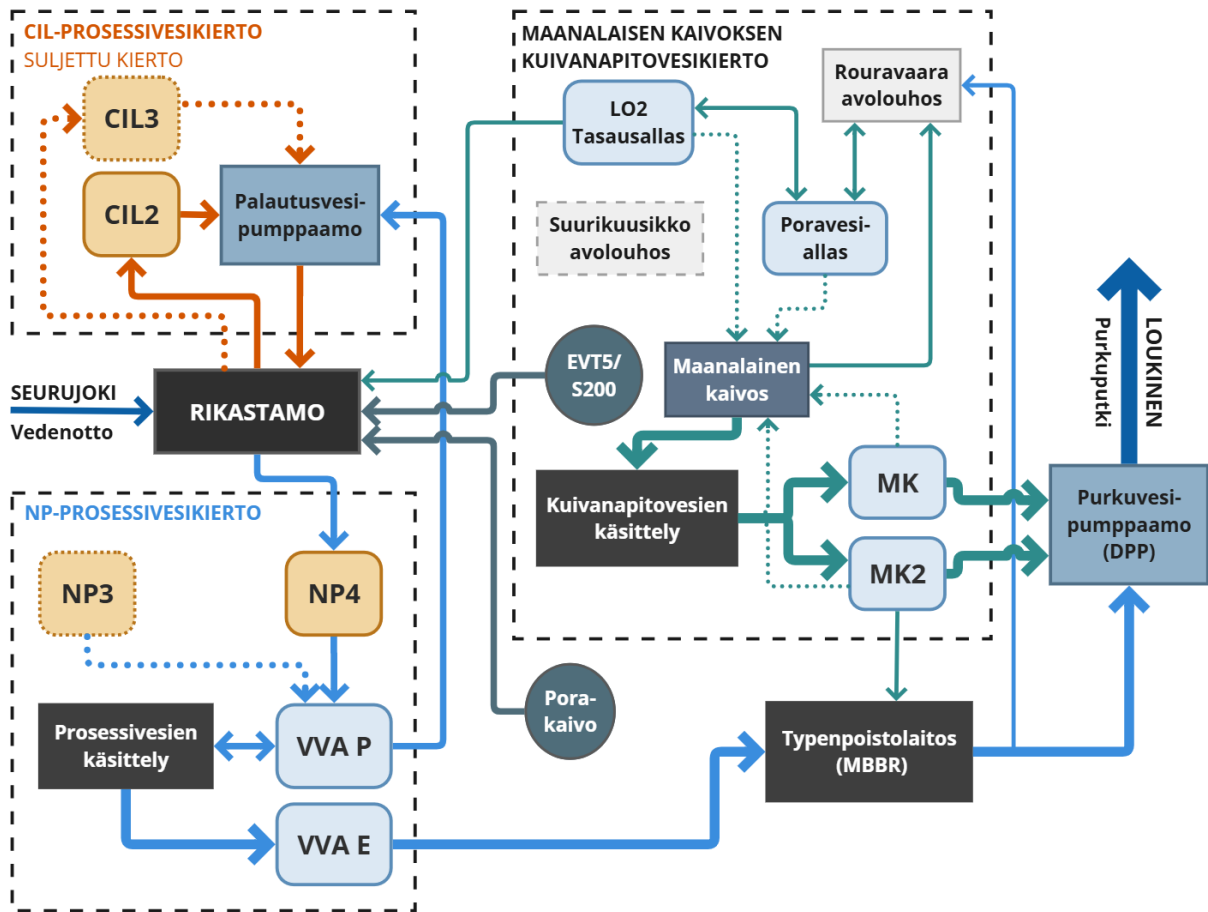 CIL-PROSESSIVESIKIERTO
SULJETTU KIERTO
CIL3
CIL2
Palautusvesi-
pumppaamo
MAANALAISEN KAIVOKSEN
KUIVANAPITOVESIKIERTO
LO2
Tasausallas
Rouravaara
avolouhos
Suurikuusikko
avolouhos
Poravesi-
allas
EVT5/
S200
Maanalainen
kaivos
SEURUJOKI
Vedenotto
RIKASTAMO
Kuivanapitovesien
käsittely
MK
MK2
LOUKINEN
Purkuputki
Purkuvesi-
pumppaamo
(DPP)
NP-PROSESSIVESIKIERTO
NP3
NP4
Pora-
kaivo
Prosessivesien
käsittely
VVA P
VVA E
Typenpoistolaitos
(MBBR)